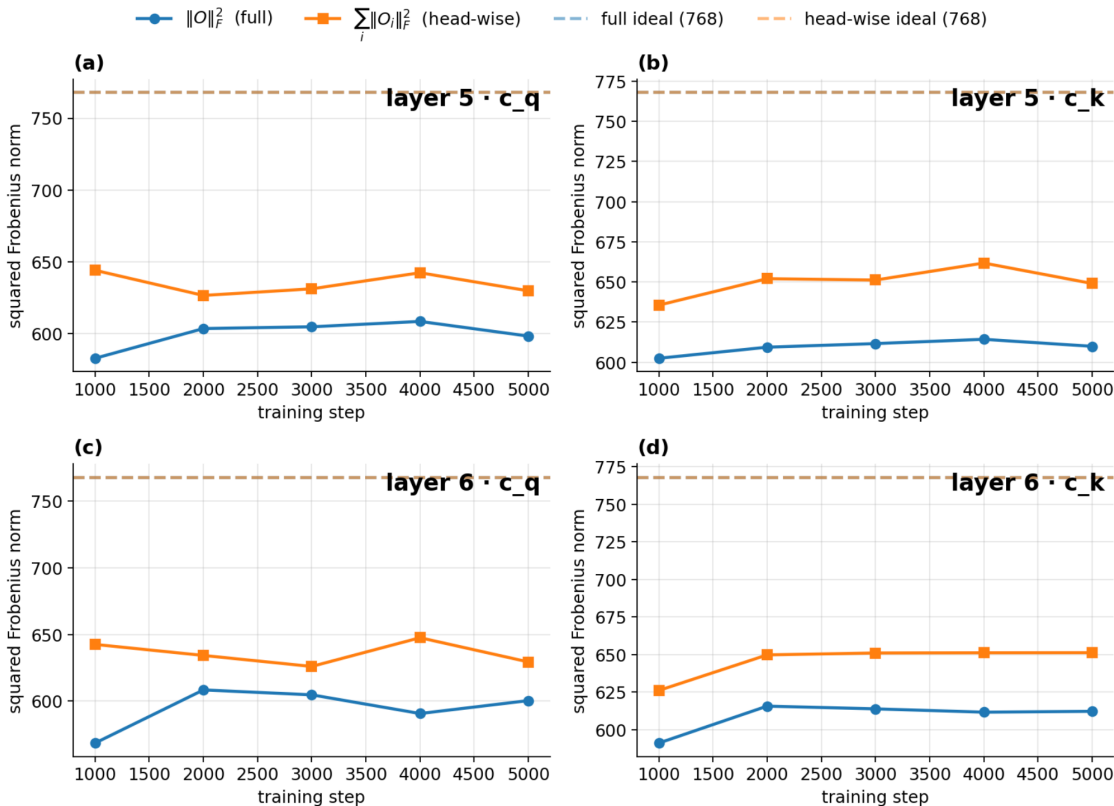 ‖O‖²_F (full)   ∑_i ‖O_i‖²_F (head-wise)   full ideal (768)   head-wise ideal (768)
(a)
layer 5 · c_q
squared Frobenius norm
750
700
650
600
1000 1500 2000 2500 3000 3500 4000 4500 5000
training step
(b)
layer 5 · c_k
squared Frobenius norm
775
750
725
700
675
650
625
600
1000 1500 2000 2500 3000 3500 4000 4500 5000
training step
(c)
layer 6 · c_q
squared Frobenius norm
750
700
650
600
1000 1500 2000 2500 3000 3500 4000 4500 5000
training step
(d)
layer 6 · c_k
squared Frobenius norm
775
750
725
700
675
650
625
600
1000 1500 2000 2500 3000 3500 4000 4500 5000
training step